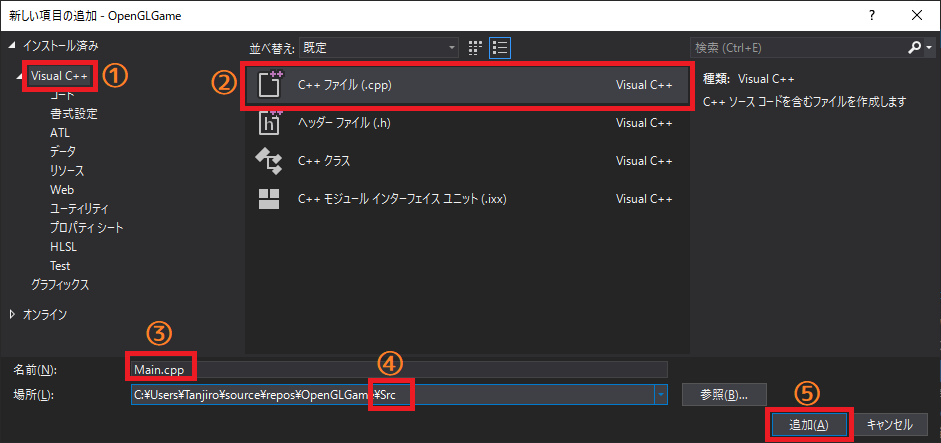 新しい項目の追加 - OpenGLGame
? ×
インストール済み
Visual C++ ①
コード
書式設定
ATL
データ
リソース
Web
ユーティリティ
プロパティ シート
HLSL
Test
グラフィックス
オンライン
並べ替え: 既定
②
C++ ファイル (.cpp) Visual C++
ヘッダー ファイル (.h) Visual C++
C++ クラス Visual C++
C++ モジュール インターフェイス ユニット (.ixx) Visual C++
検索 (Ctrl+E)
種類: Visual C++
C++ ソース コードを含むファイルを作成します
③
名前(N): Main.cpp
④
場所(L): C:¥Users¥Tanjiro¥source¥repos¥OpenGLGame¥Src
参照(B)...
⑤
追加(A) キャンセル